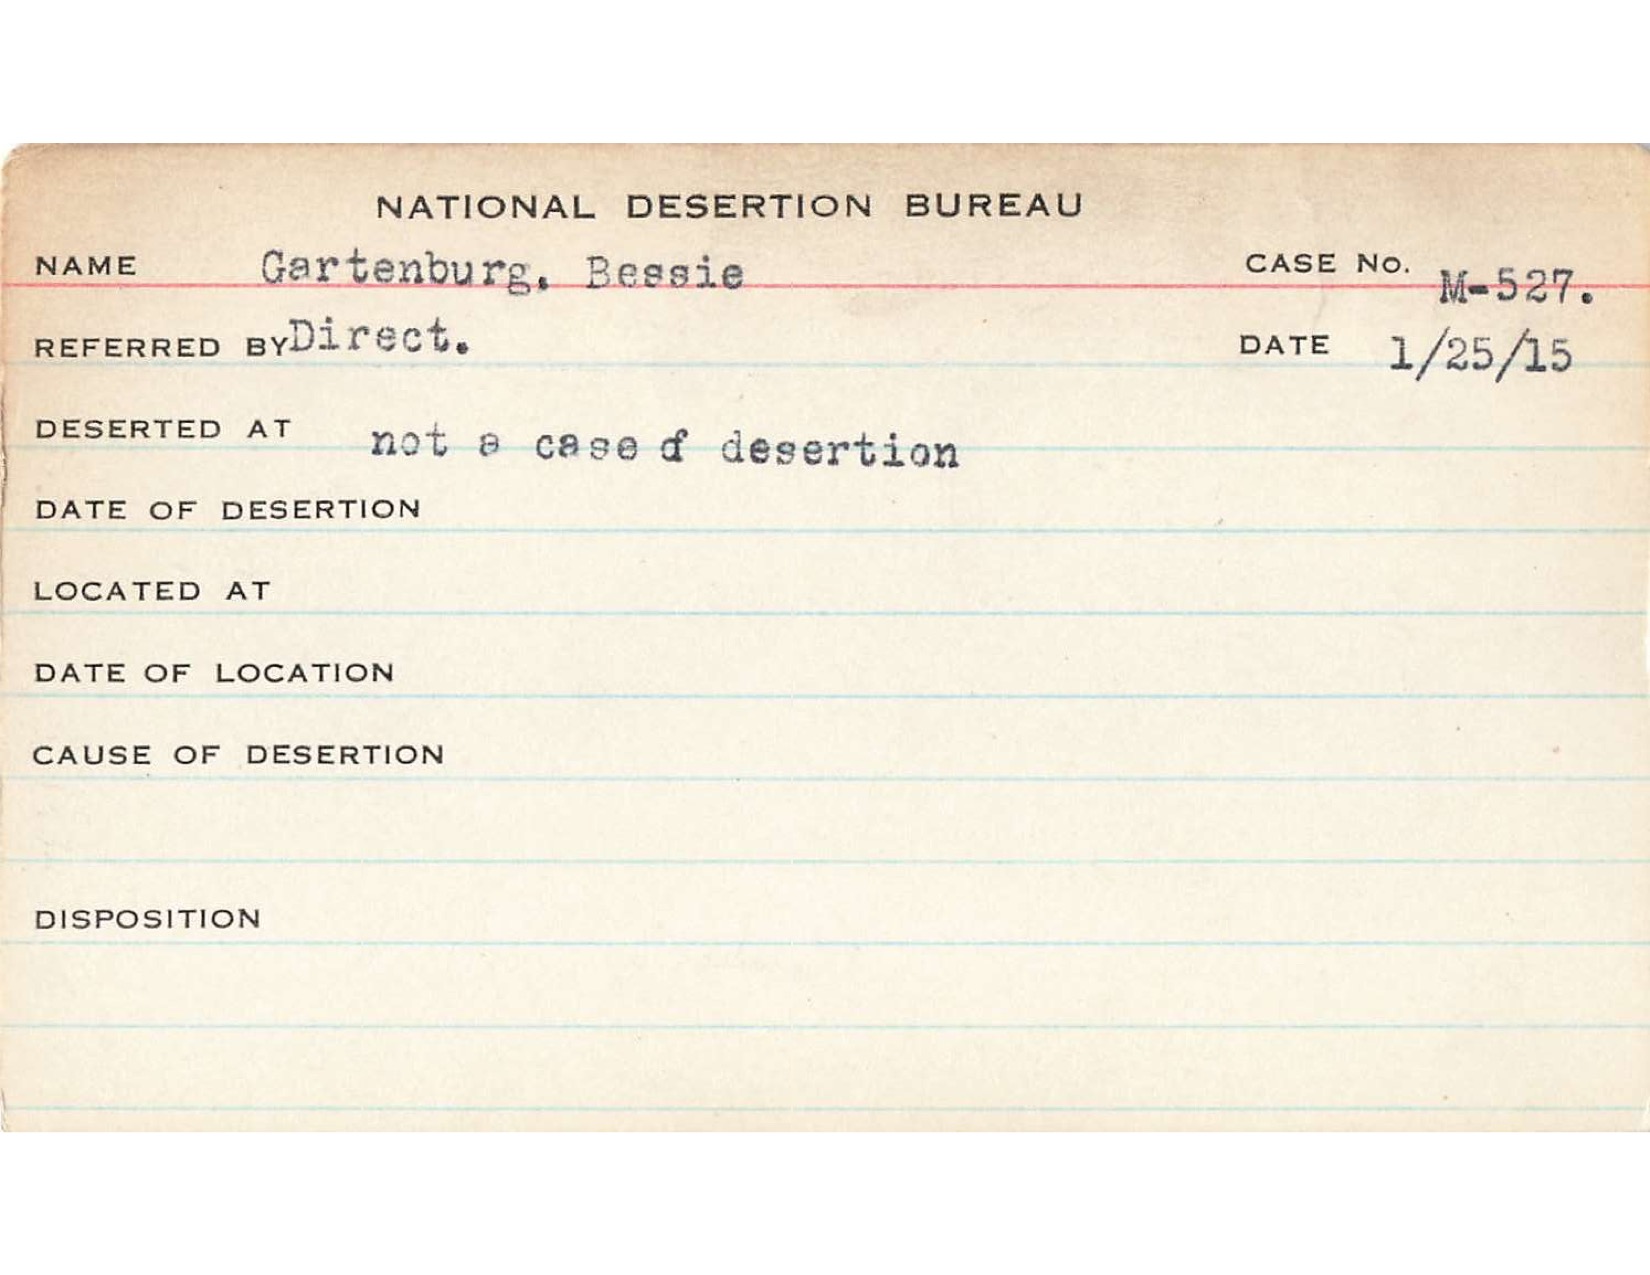 NATIONAL DESERTION BUREAU
NAME Gartenburg, Bessie CASE No. M-527.
REFERRED BY Direct. DATE 1/25/15
DESERTED AT not a case of desertion
DATE OF DESERTION
LOCATED AT
DATE OF LOCATION
CAUSE OF DESERTION
DISPOSITION